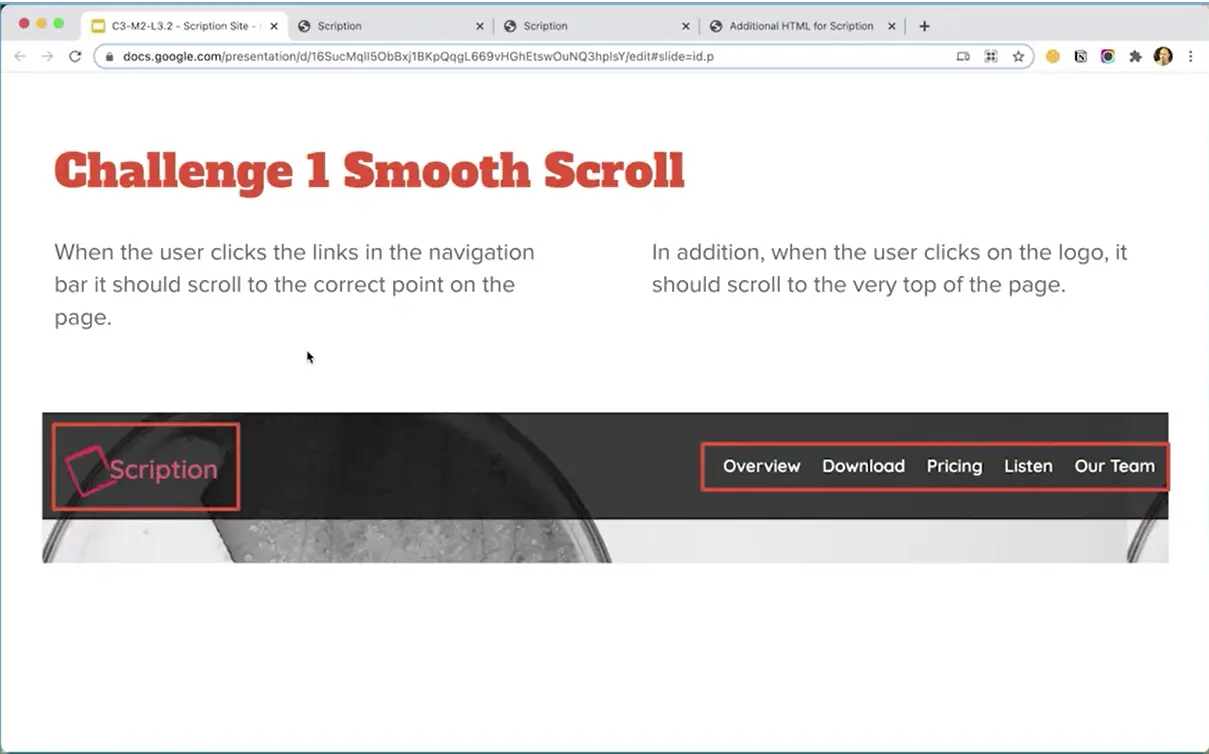 C3-M2-L3.2 - Scription Site -
Scription
Scription
Additional HTML for Scription
docs.google.com/presentation/d/16SucMqlI5ObBxj1BKpQqgL669vHGhEtswOuNQ3hplsY/edit#slide=id.p
Challenge 1 Smooth Scroll
When the user clicks the links in the navigation
bar it should scroll to the correct point on the
page.
In addition, when the user clicks on the logo, it
should scroll to the very top of the page.
Scription
Overview Download Pricing Listen Our Team